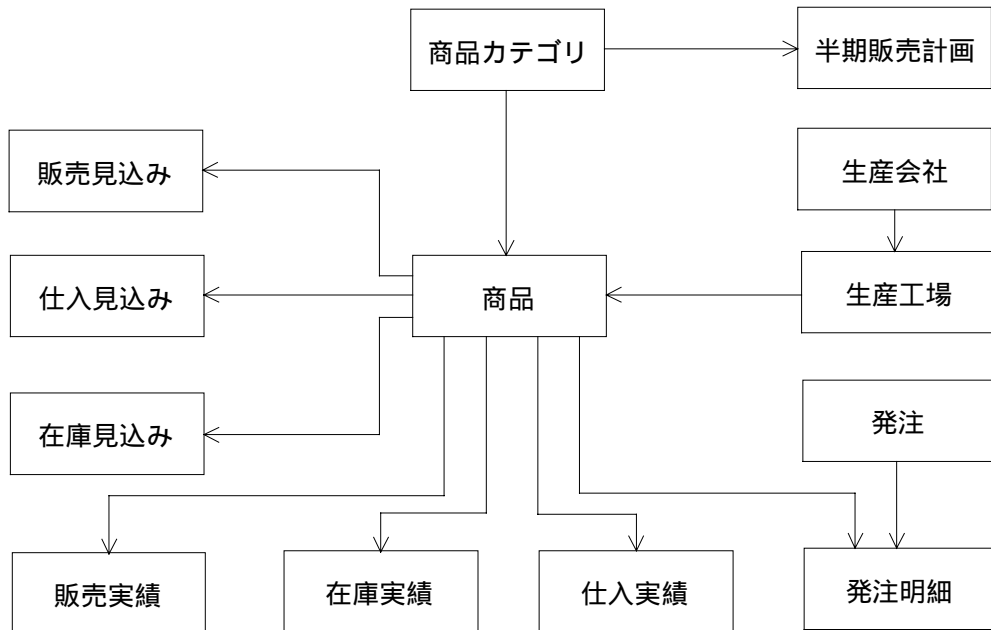 商品カテゴリ
半期販売計画
販売見込み
生産会社
仕入見込み
商品
生産工場
在庫見込み
発注
販売実績
在庫実績
仕入実績
発注明細